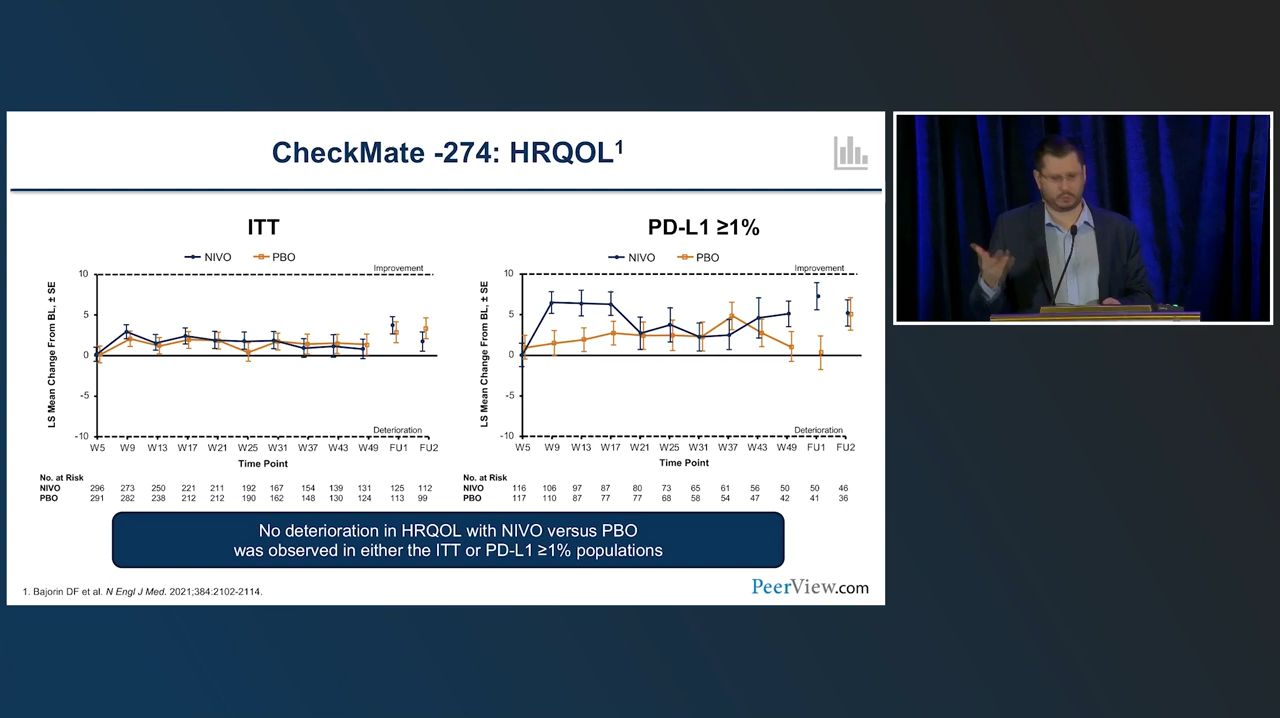 CheckMate -274: HRQOL1
ITT
NIVO PBO
Improvement
10
5
0
-5
-10
LS Mean Change From BL, ± SE
Deterioration
W5 W9 W13 W17 W21 W25 W31 W37 W43 W49 FU1 FU2
Time Point
No. at Risk
NIVO 296 273 250 221 211 192 167 154 139 131 125 112
PBO 291 282 238 212 212 190 162 148 130 124 113 99
PD-L1 ≥1%
NIVO PBO
Improvement
10
5
0
-5
-10
LS Mean Change From BL, ± SE
Deterioration
W5 W9 W13 W17 W21 W25 W31 W37 W43 W49 FU1 FU2
Time Point
No. at Risk
NIVO 116 106 97 87 80 73 65 61 56 50 50 46
PBO 117 110 87 77 77 68 58 54 47 42 41 36
No deterioration in HRQOL with NIVO versus PBO
was observed in either the ITT or PD-L1 ≥1% populations
1. Bajorin DF et al. N Engl J Med. 2021;384:2102-2114.
PeerView.com